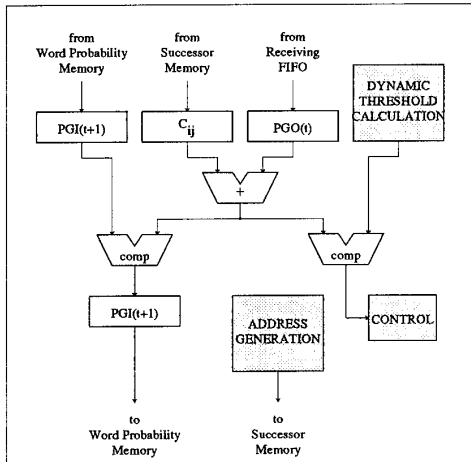 from
Word Probability
Memory
from
Successor
Memory
from
Receiving
FIFO
DYNAMIC
THRESHOLD
CALCULATION
PGI(t+1)
Cij
PGO(t)
+
comp
comp
PGI(t+1)
ADDRESS
GENERATION
CONTROL
to
Word Probability
Memory
to
Successor
Memory